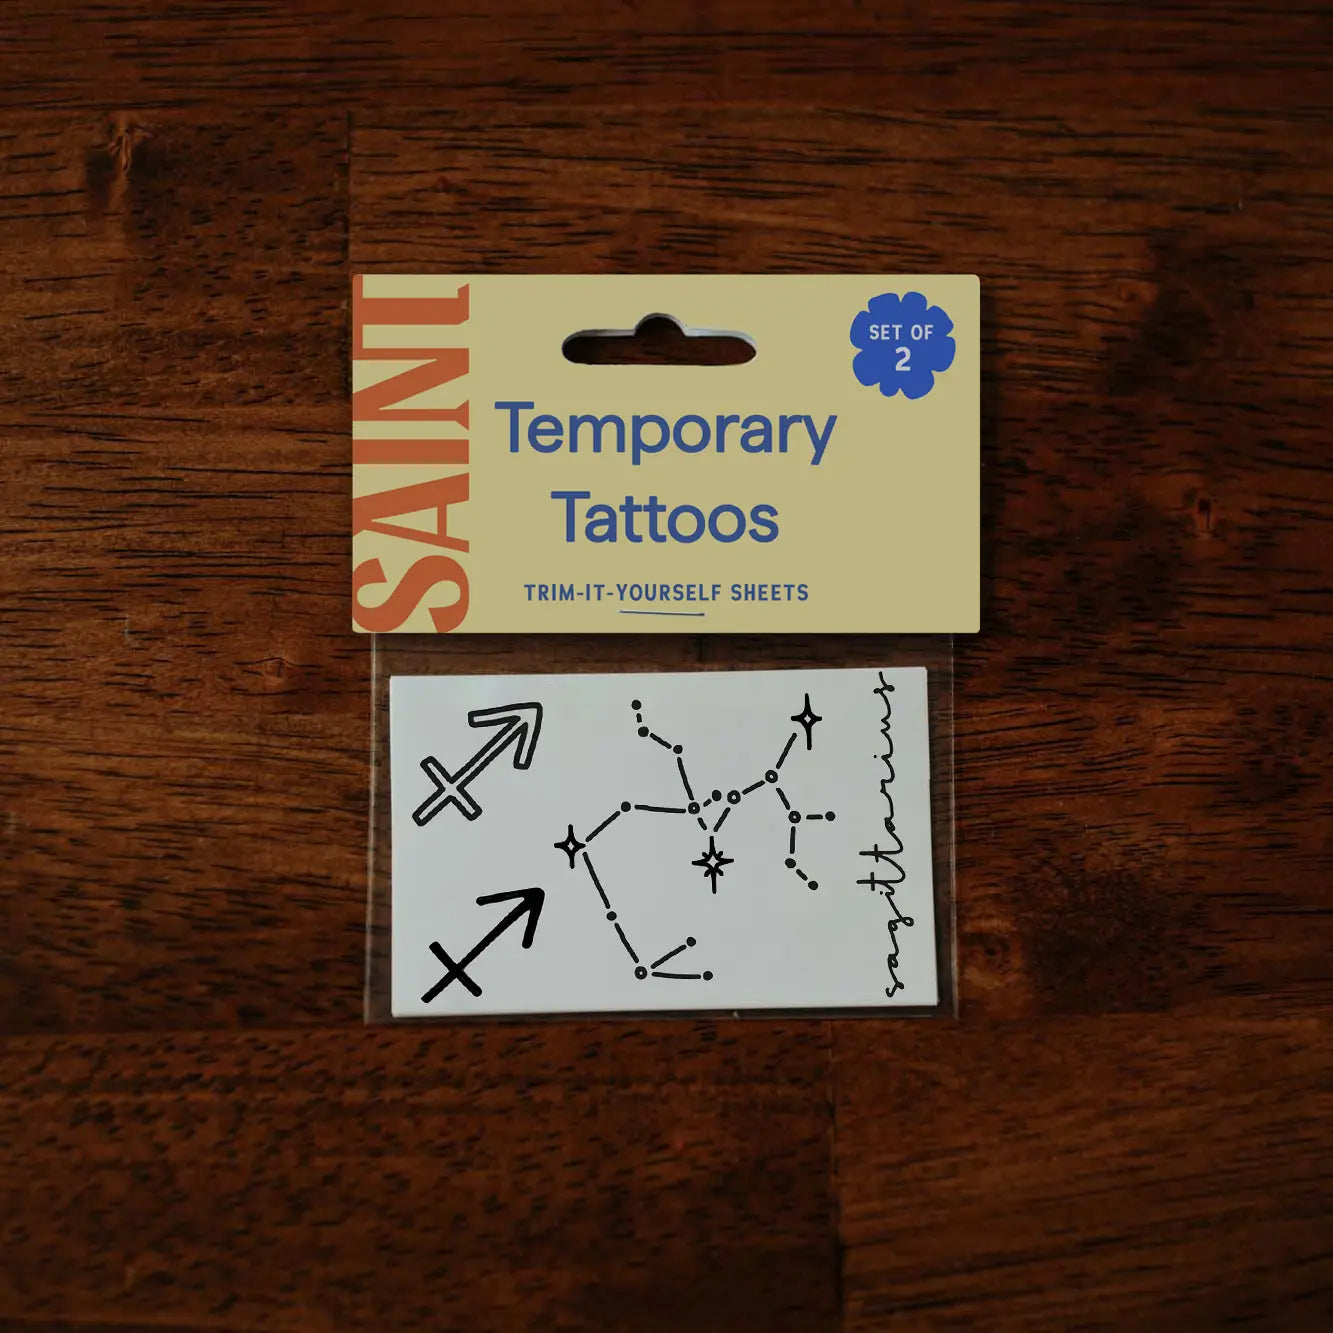 SAINT
SET OF
2
Temporary
Tattoos
TRIM-IT-YOURSELF SHEETS
sagittarius